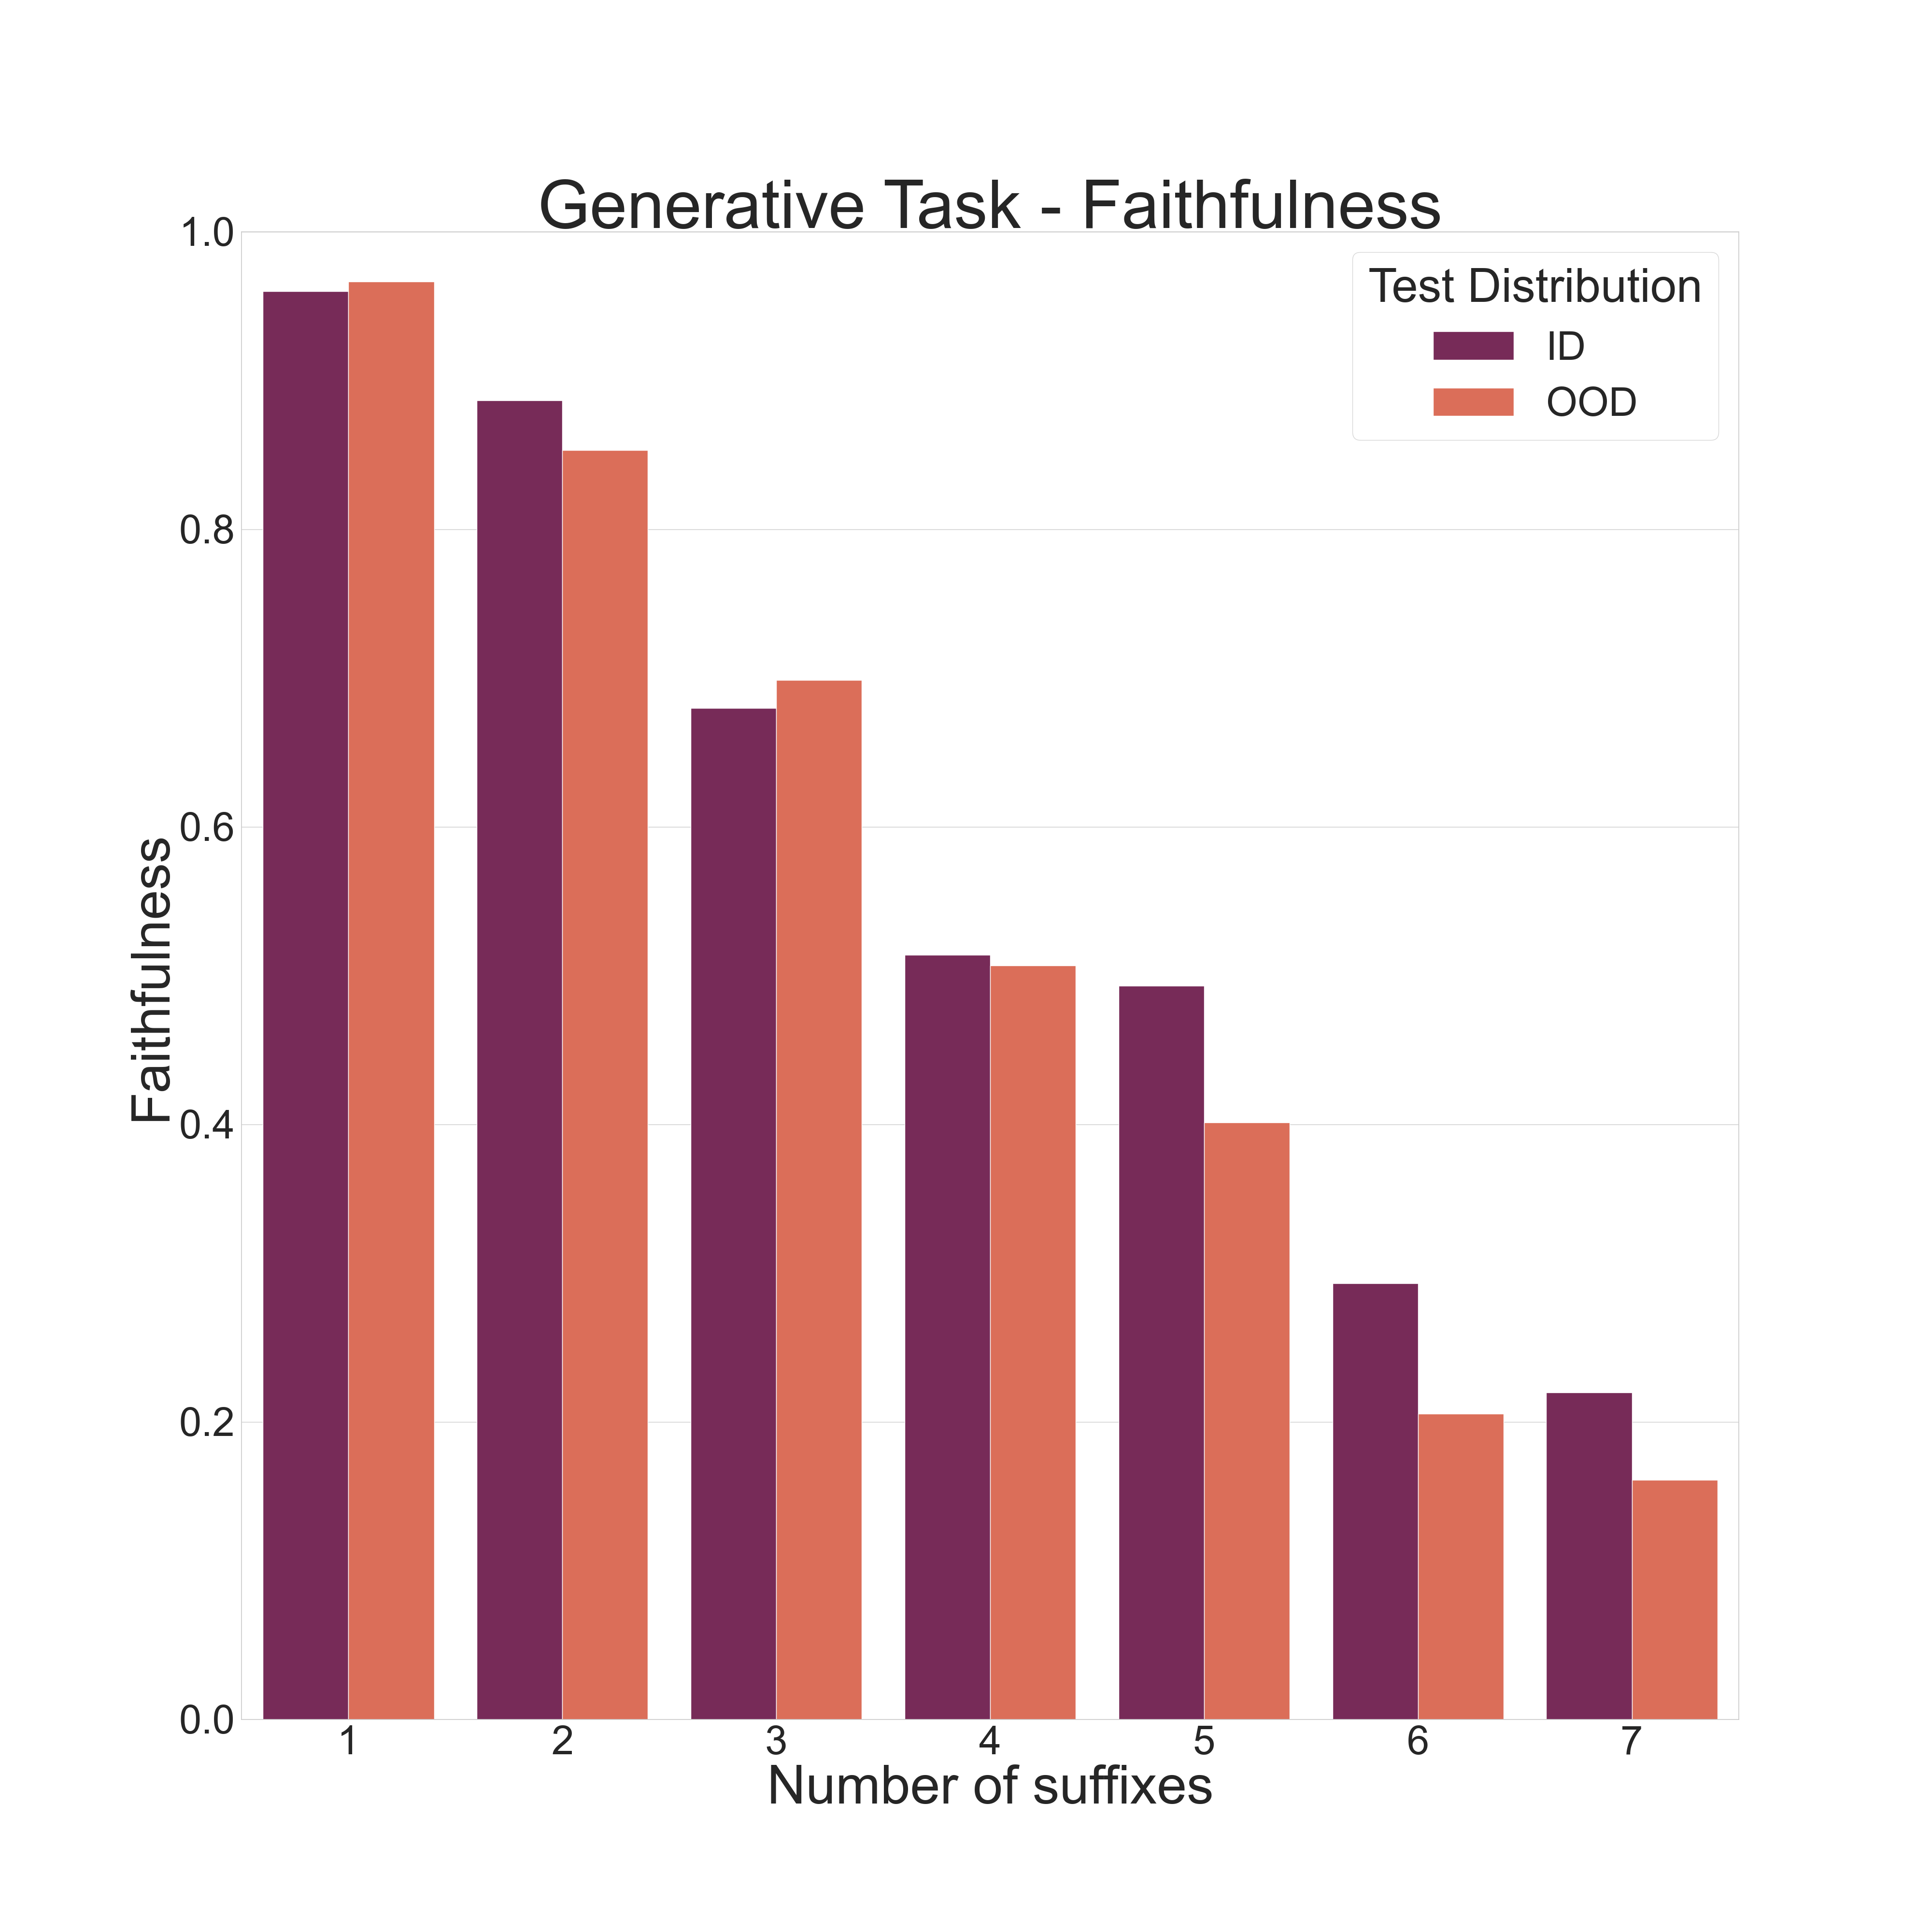 Generative Task - Faithfulness
Test Distribution
ID
OOD
1.0
0.8
0.6
0.4
0.2
0.0
Faithfulness
1 2 3 4 5 6 7
Number of suffixes